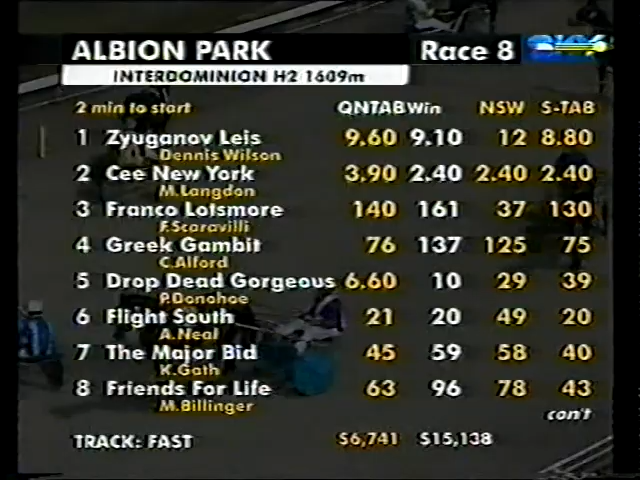 ALBION PARK Race 8
INTERDOMINION H2 1609m
2 min to start QNTAB Win NSW S-TAB
1 Zyuganov Leis 9.60 9.10 12 8.80
Dennis Wilson
2 Cee New York 3.90 2.40 2.40 2.40
M.Langdon
3 Franco Lotsmore 140 161 37 130
F.Scaravilli
4 Greek Gambit 76 137 125 75
C.Alford
5 Drop Dead Gorgeous 6.60 10 29 39
P.Donohoe
6 Flight South 21 20 49 20
A.Neal
7 The Major Bid 45 59 58 40
K.Gath
8 Friends For Life 63 96 78 43
M.Billinger
con't
TRACK: FAST $6,741 $15,138